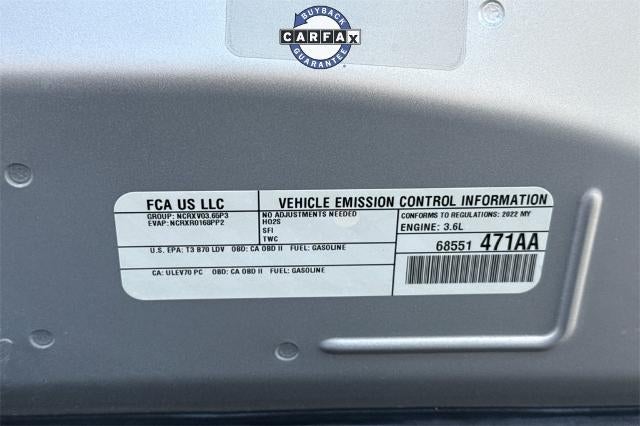 BUYBACK
CARFAX
GUARANTEE
FCA US LLC
VEHICLE EMISSION CONTROL INFORMATION
GROUP: NCRXV03.65P3
EVAP: NCRXR0168PP2
NO ADJUSTMENTS NEEDED
HO2S
SFI
TWC
CONFORMS TO REGULATIONS: 2022 MY
ENGINE: 3.6L
68551 471AA
U.S. EPA: T3 B70 LDV OBD: CA OBD II FUEL: GASOLINE
CA: ULEV70 PC OBD: CA OBD II FUEL: GASOLINE